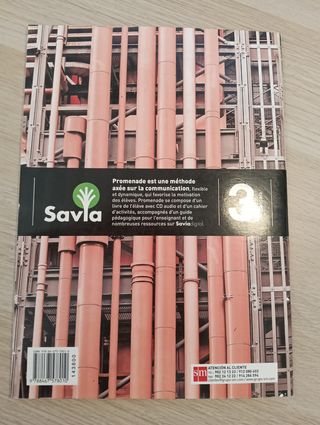 Savia
Promenade est une méthode
axée sur la communication, flexible
et dynamique, qui favorise la motivation
des élèves. Promenade se compose d'un
livre de l'élève avec CD audio et d'un cahier
d'activités, accompagnés d'un guide
pédagogique pour l'enseignant et de
nombreuses ressources sur Saviadigital.
3
143800
sm
ATENCIÓN AL CLIENTE